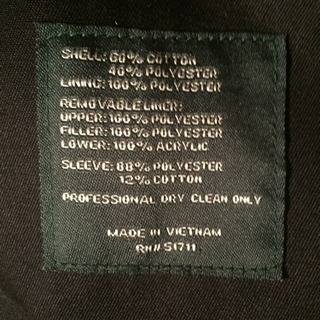 SHELL: 60% COTTON
40% POLYESTER
LINING: 100% POLYESTER
REMOVABLE LINER:
UPPER: 100% POLYESTER
FILLER: 100% POLYESTER
LOWER: 100% ACRYLIC
SLEEVE: 88% POLYESTER
12% COTTON
PROFESSIONAL DRY CLEAN ONLY
MADE IN VIETNAM
RN# 51711